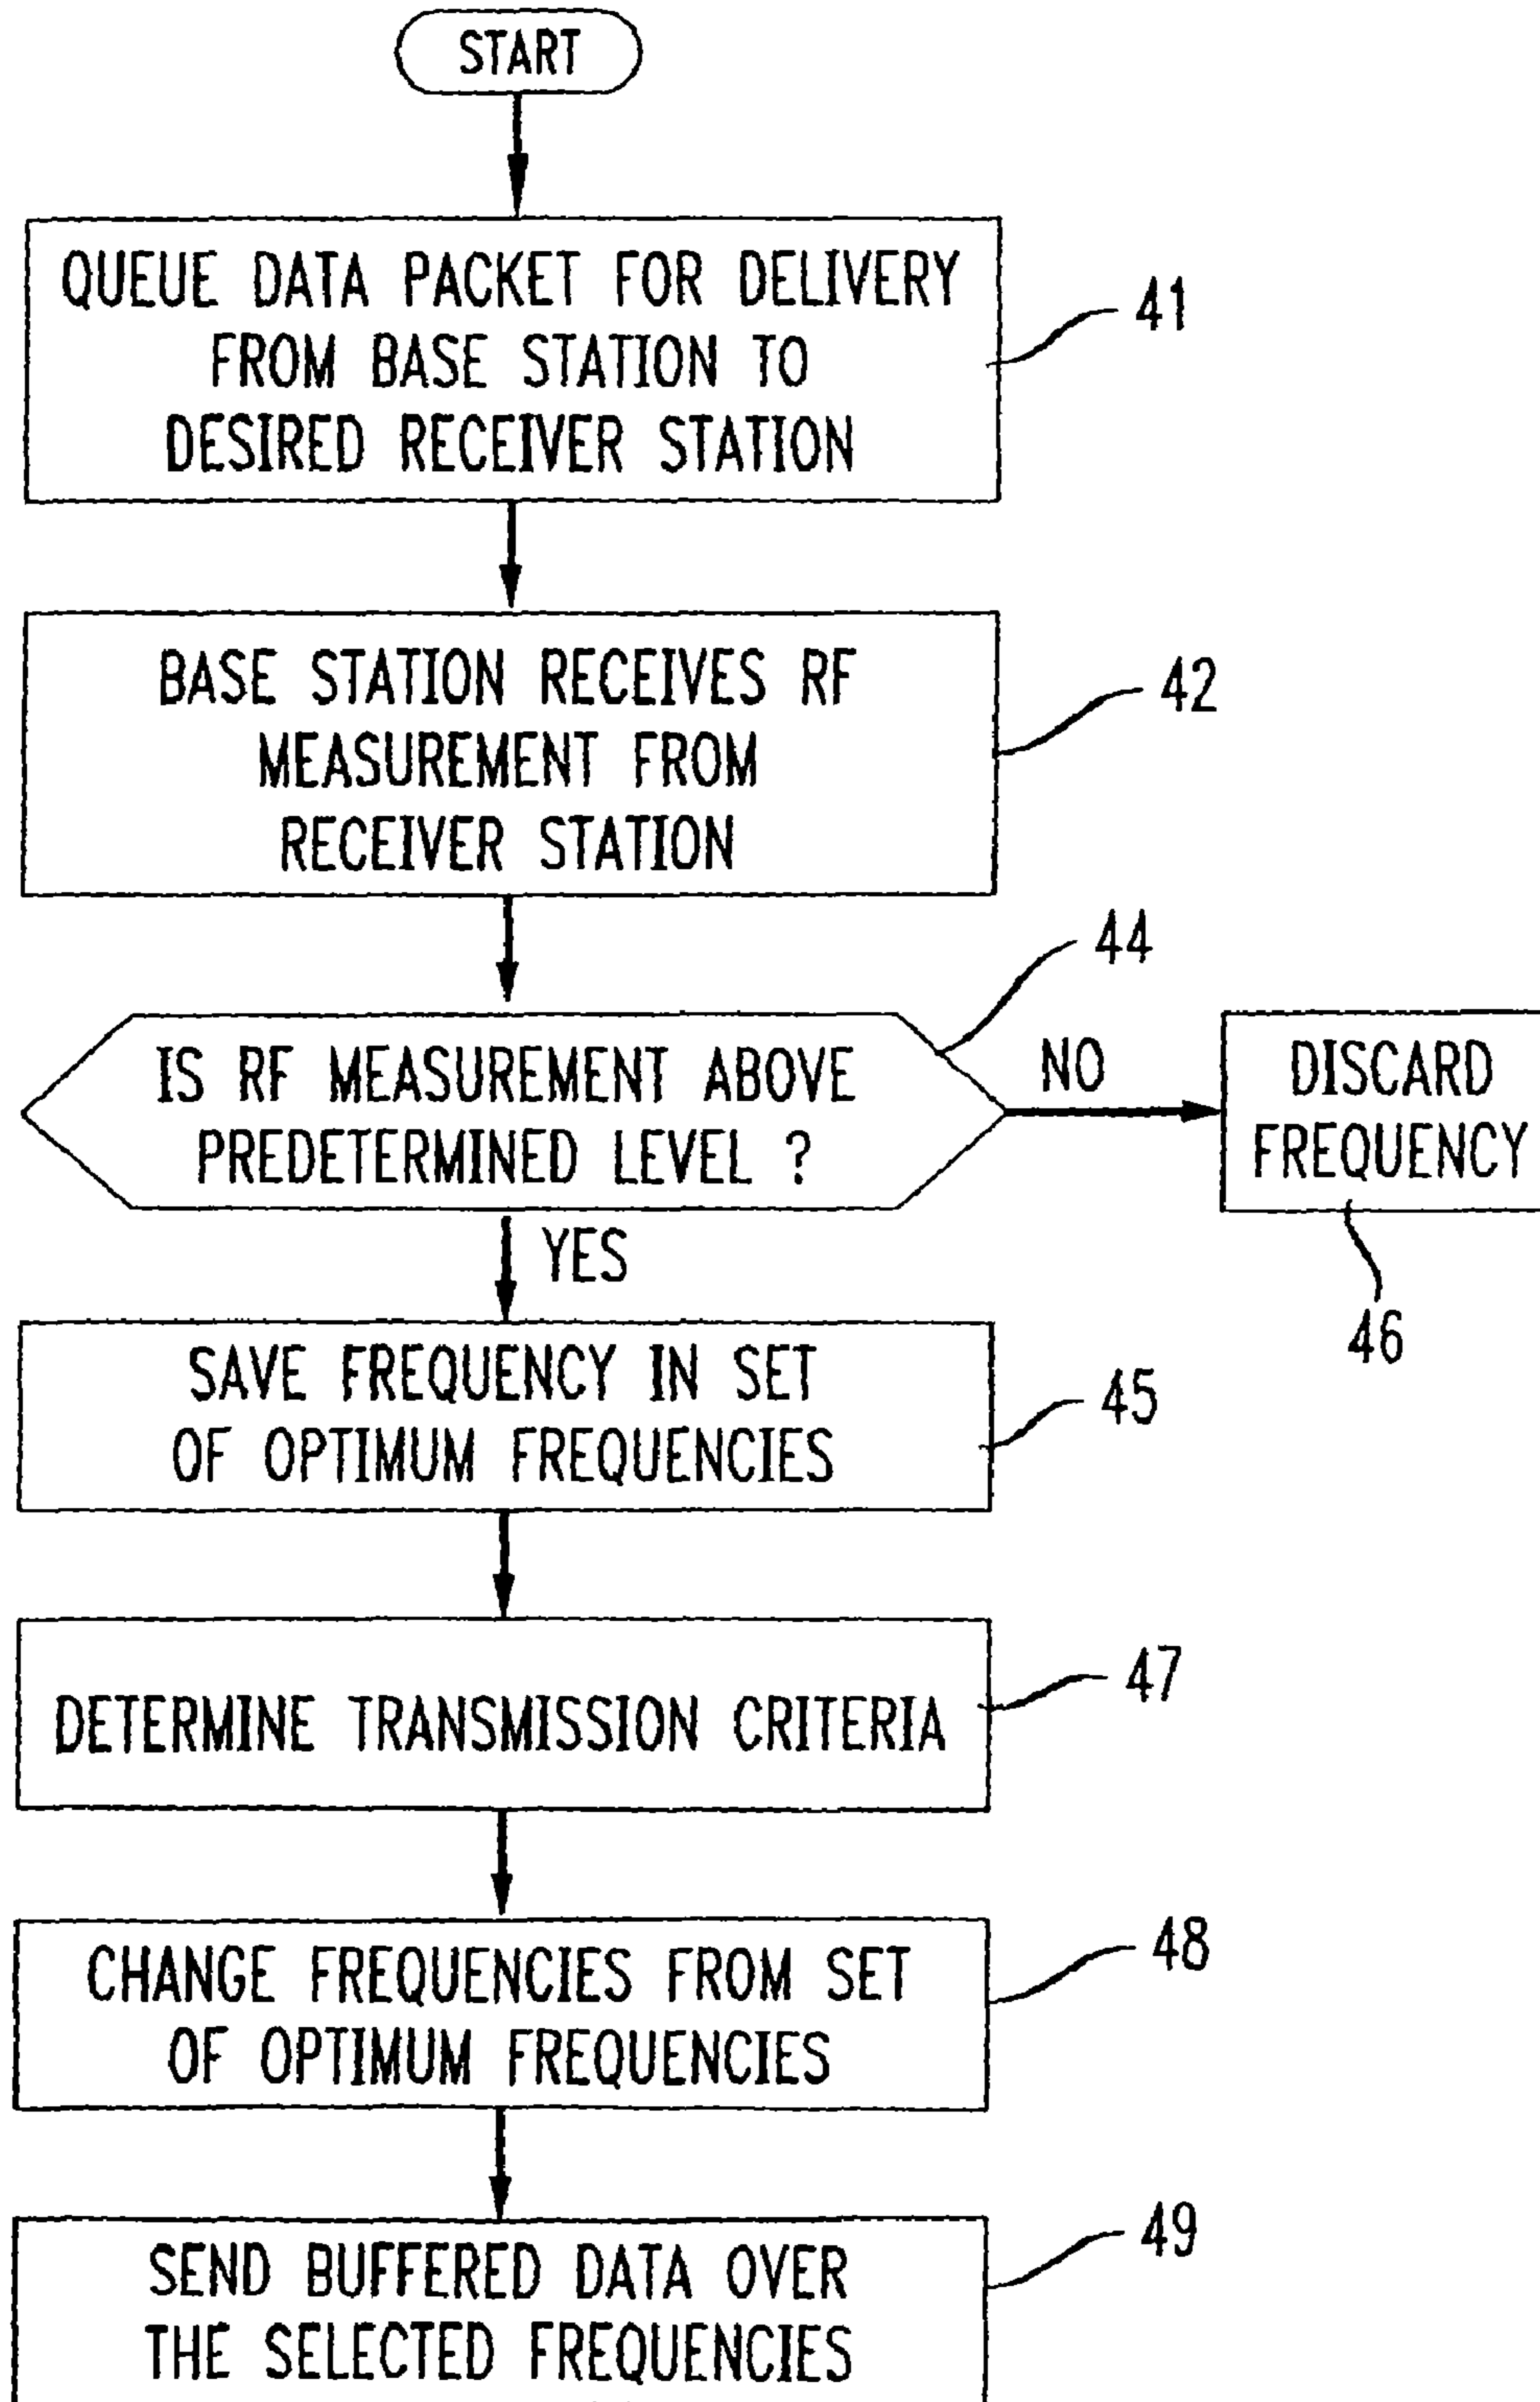 START
QUEUE DATA PACKET FOR DELIVERY
FROM BASE STATION TO
DESIRED RECEIVER STATION
41
BASE STATION RECEIVES RF
MEASUREMENT FROM
RECEIVER STATION
42
44
IS RF MEASUREMENT ABOVE
PREDETERMINED LEVEL ?
NO
DISCARD
FREQUENCY
46
YES
SAVE FREQUENCY IN SET
OF OPTIMUM FREQUENCIES
45
DETERMINE TRANSMISSION CRITERIA
47
CHANGE FREQUENCIES FROM SET
OF OPTIMUM FREQUENCIES
48
SEND BUFFERED DATA OVER
THE SELECTED FREQUENCIES
49